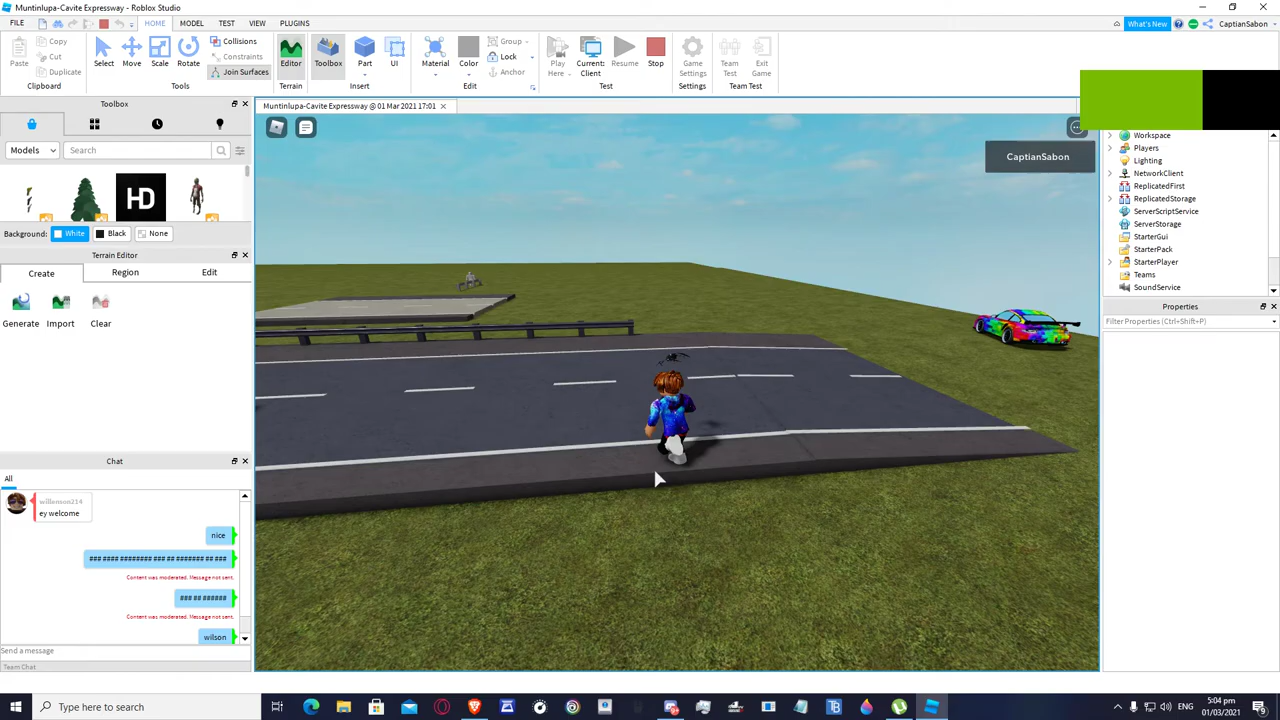 Muntinlupa-Cavite Expressway - Roblox Studio
FILE
HOME
MODEL
TEST
VIEW
PLUGINS
What's New
CaptianSabon
Paste
Copy
Cut
Duplicate
Clipboard
Select
Move
Scale
Rotate
Collisions
Constraints
Join Surfaces
Tools
Editor
Terrain
Toolbox
Part
UI
Insert
Material
Color
Group
Lock
Anchor
Edit
Play
Here
Current:
Client
Resume
Stop
Test
Game
Settings
Settings
Team
Test
Exit
Game
Team Test
Toolbox
Models
Search
HD
Background:
White
Black
None
Terrain Editor
Create
Region
Edit
Generate
Import
Clear
Chat
All
willenson214
ey welcome
nice
### #### ######## ### ## ####### ## ###
Content was moderated. Message not sent.
### ## ######
Content was moderated. Message not sent.
wilson
Send a message
Team Chat
Muntinlupa-Cavite Expressway @ 01 Mar 2021 17:01
CaptianSabon
Workspace
Players
Lighting
NetworkClient
ReplicatedFirst
ReplicatedStorage
ServerScriptService
ServerStorage
StarterGui
StarterPack
StarterPlayer
Teams
SoundService
Properties
Filter Properties (Ctrl+Shift+P)
Type here to search
ENG
5:04 pm
01/03/2021